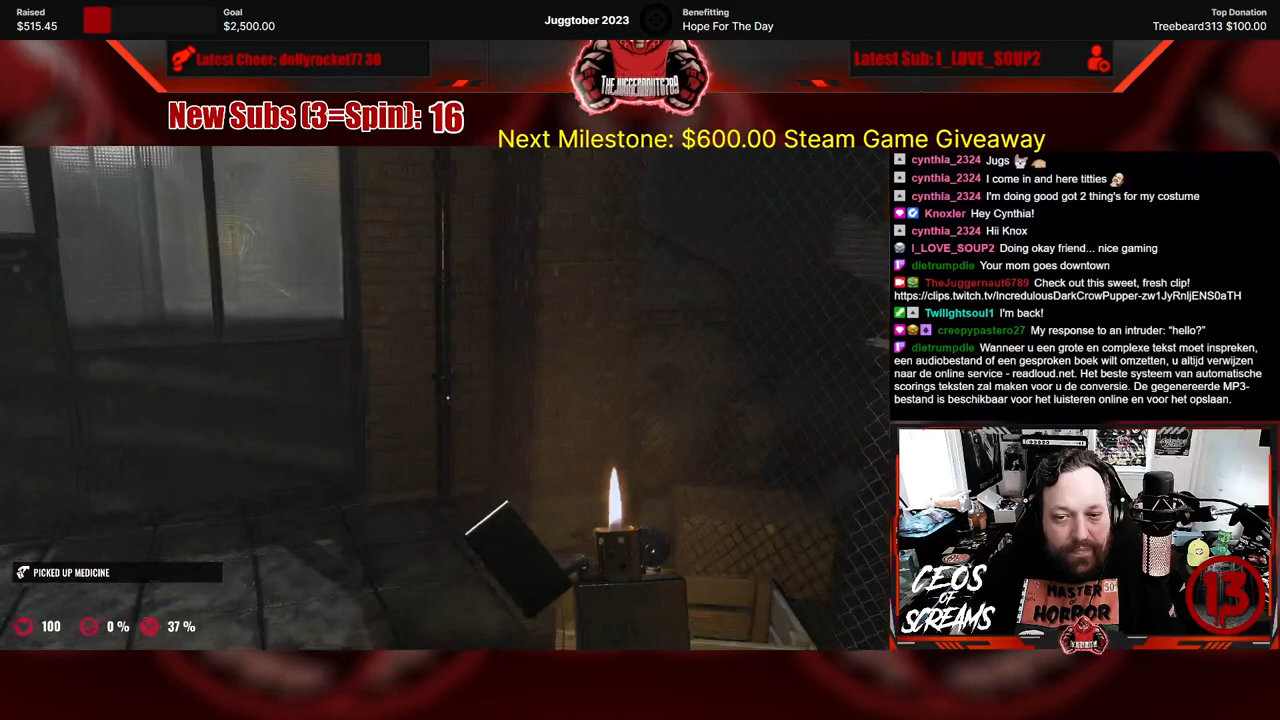 Raised
$515.45
Goal
$2,500.00
Juggtober 2023
Benefitting
Hope For The Day
Top Donation
Treebeard313 $100.00
Latest Cheer: dollyrocket77 30
THEJUGGERNAUT6789
Latest Sub: I_LOVE_SOUP2
New Subs (3=Spin): 16
Next Milestone: $600.00 Steam Game Giveaway
cynthia_2324 Jugs
cynthia_2324 I come in and here titties
cynthia_2324 I'm doing good got 2 thing's for my costume
Knoxler Hey Cynthia!
cynthia_2324 Hii Knox
I_LOVE_SOUP2 Doing okay friend... nice gaming
dietrumpdie Your mom goes downtown
TheJuggernaut6789 Check out this sweet, fresh clip!
https://clips.twitch.tv/IncredulousDarkCrowPupper-zw1JyRnIjENS0aTH
Twilightsoul1 I'm back!
creepypastero27 My response to an intruder: “hello?”
dietrumpdie Wanneer u een grote en complexe tekst moet inspreken,
een audiobestand of een gesproken boek wilt omzetten, u altijd verwijzen
naar de online service - readloud.net. Het beste systeem van automatische
scorings teksten zal maken voor u de conversie. De gegenereerde MP3-
bestand is beschikbaar voor het luisteren online en voor het opslaan.
PICKED UP MEDICINE
100
0 %
37 %
CEOS
OF
SCREAMS
MASTER
OF
HORROR
13